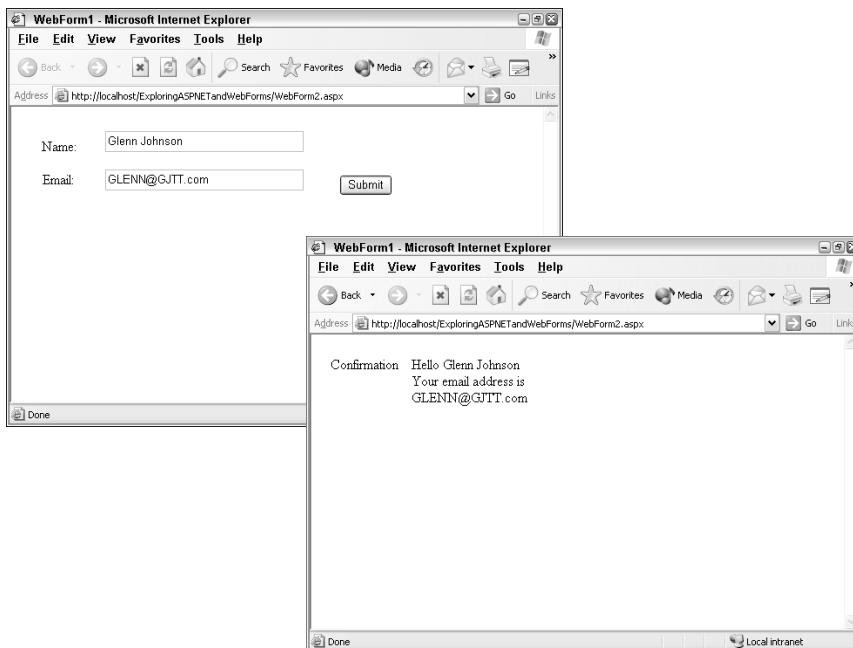 WebForm1 - Microsoft Internet Explorer
File Edit View Favorites Tools Help
Back Search Favorites Media »
Address http://localhost/ExploringASPNETandWebForms/WebForm2.aspx Go Links
Name: Glenn Johnson
Email: GLENN@GJTT.com Submit
Done
WebForm1 - Microsoft Internet Explorer
File Edit View Favorites Tools Help
Back Search Favorites Media
Address http://localhost/ExploringASPNETandWebForms/WebForm2.aspx Go Link
Confirmation Hello Glenn Johnson
Your email address is
GLENN@GJTT.com
Done Local intranet